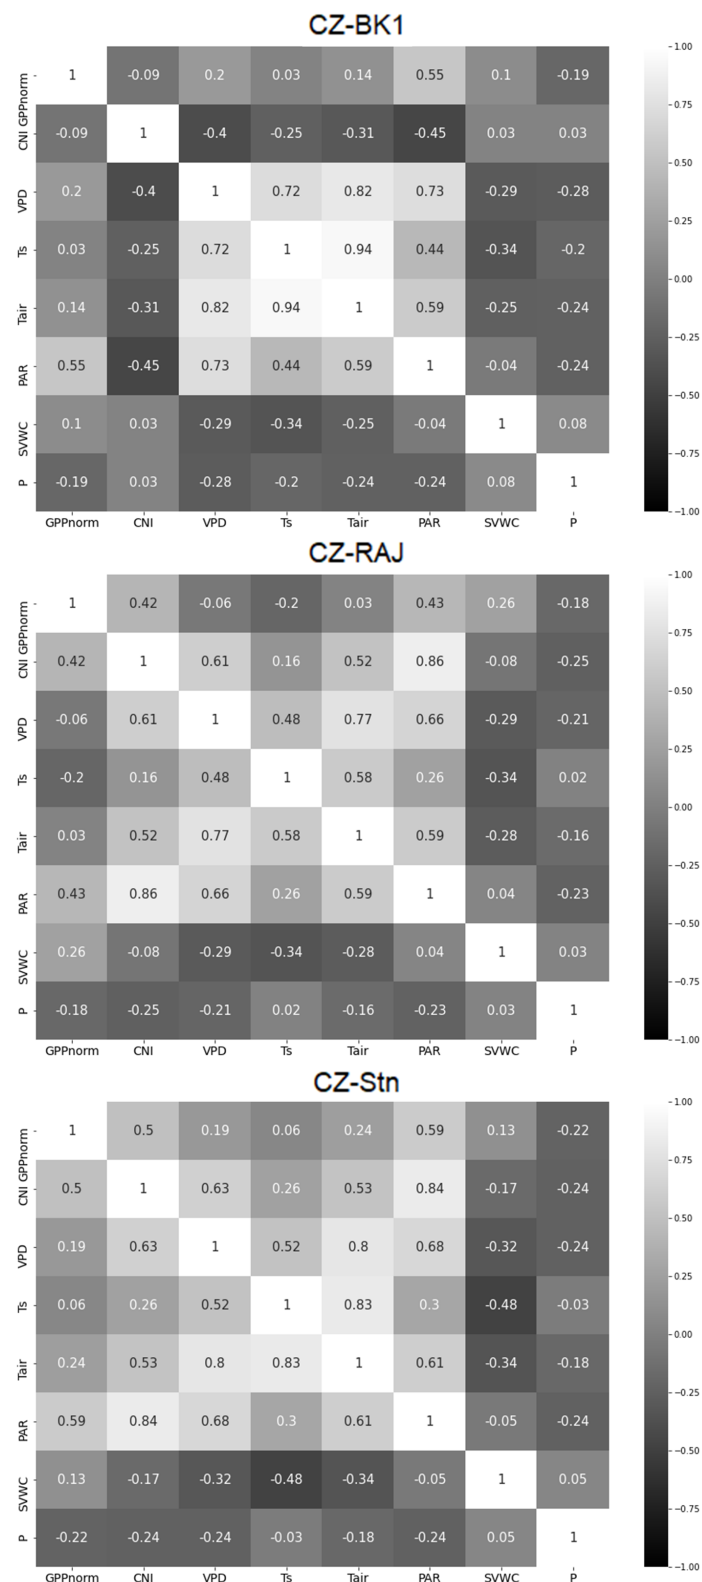 CZ-BK1
GPPnorm 1 -0.09 0.2 0.03 0.14 0.55 0.1 -0.19
CNI -0.09 1 -0.4 -0.25 -0.31 -0.45 0.03 0.03
VPD 0.2 -0.4 1 0.72 0.82 0.73 -0.29 -0.28
Ts 0.03 -0.25 0.72 1 0.94 0.44 -0.34 -0.2
Tair 0.14 -0.31 0.82 0.94 1 0.59 -0.25 -0.24
PAR 0.55 -0.45 0.73 0.44 0.59 1 -0.04 -0.24
SVWC 0.1 0.03 -0.29 -0.34 -0.25 -0.04 1 0.08
P -0.19 0.03 -0.28 -0.2 -0.24 -0.24 0.08 1
GPPnorm CNI VPD Ts Tair PAR SVWC P
1.00
0.75
0.50
0.25
0.00
−0.25
−0.50
−0.75
−1.00
CZ-RAJ
GPPnorm 1 0.42 -0.06 -0.2 0.03 0.43 0.26 -0.18
CNI 0.42 1 0.61 0.16 0.52 0.86 -0.08 -0.25
VPD -0.06 0.61 1 0.48 0.77 0.66 -0.29 -0.21
Ts -0.2 0.16 0.48 1 0.58 0.26 -0.34 0.02
Tair 0.03 0.52 0.77 0.58 1 0.59 -0.28 -0.16
PAR 0.43 0.86 0.66 0.26 0.59 1 0.04 -0.23
SVWC 0.26 -0.08 -0.29 -0.34 -0.28 0.04 1 0.03
P -0.18 -0.25 -0.21 0.02 -0.16 -0.23 0.03 1
GPPnorm CNI VPD Ts Tair PAR SVWC P
1.00
0.75
0.50
0.25
0.00
−0.25
−0.50
−0.75
−1.00
CZ-Stn
GPPnorm 1 0.5 0.19 0.06 0.24 0.59 0.13 -0.22
CNI 0.5 1 0.63 0.26 0.53 0.84 -0.17 -0.24
VPD 0.19 0.63 1 0.52 0.8 0.68 -0.32 -0.24
Ts 0.06 0.26 0.52 1 0.83 0.3 -0.48 -0.03
Tair 0.24 0.53 0.8 0.83 1 0.61 -0.34 -0.18
PAR 0.59 0.84 0.68 0.3 0.61 1 -0.05 -0.24
SVWC 0.13 -0.17 -0.32 -0.48 -0.34 -0.05 1 0.05
P -0.22 -0.24 -0.24 -0.03 -0.18 -0.24 0.05 1
GPPnorm CNI VPD Ts Tair PAR SVWC P
1.00
0.75
0.50
0.25
0.00
−0.25
−0.50
−0.75
−1.00